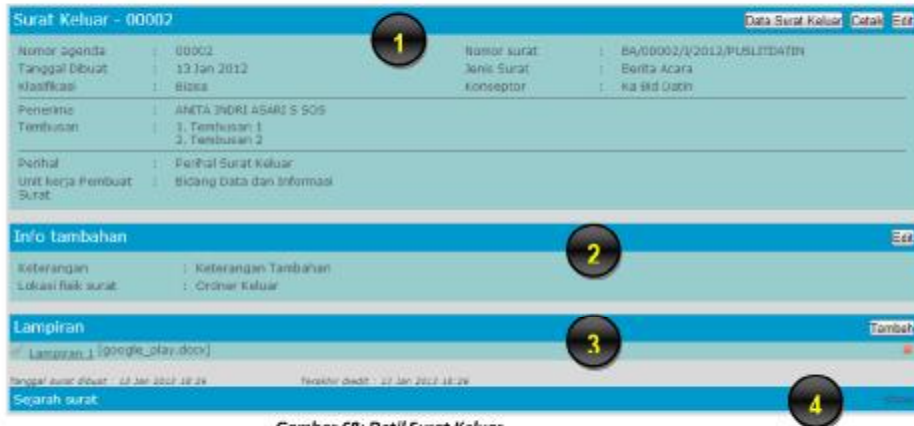 Surat Keluar - 00002 Data Surat Keluar Cetak Edit
1
Nomor agenda : 00002 Nomor surat : BA/00002/I/2012/PUSLITDATIN
Tanggal Dibuat : 13 Jan 2012 Jenis Surat : Berita Acara
Klasifikasi : Biasa Konseptor : Ka Bid Datin
Penerima : ANITA INDRI ASARI S SOS
Tembusan : 1. Tembusan 1
2. Tembusan 2
Perihal : Perihal Surat Keluar
Unit kerja Pembuat Surat : Bidang Data dan Informasi
Info tambahan Edit
2
Keterangan : Keterangan Tambahan
Lokasi fisik surat : Ordner Keluar
Lampiran Tambah
3
Lampiran 1 [google_play.docx]
Tanggal surat dibuat : 13 Jan 2012 18:26 Terakhir diedit : 13 Jan 2012 18:26
Sejarah surat
4
Gambar 68: Detil Surat Keluar